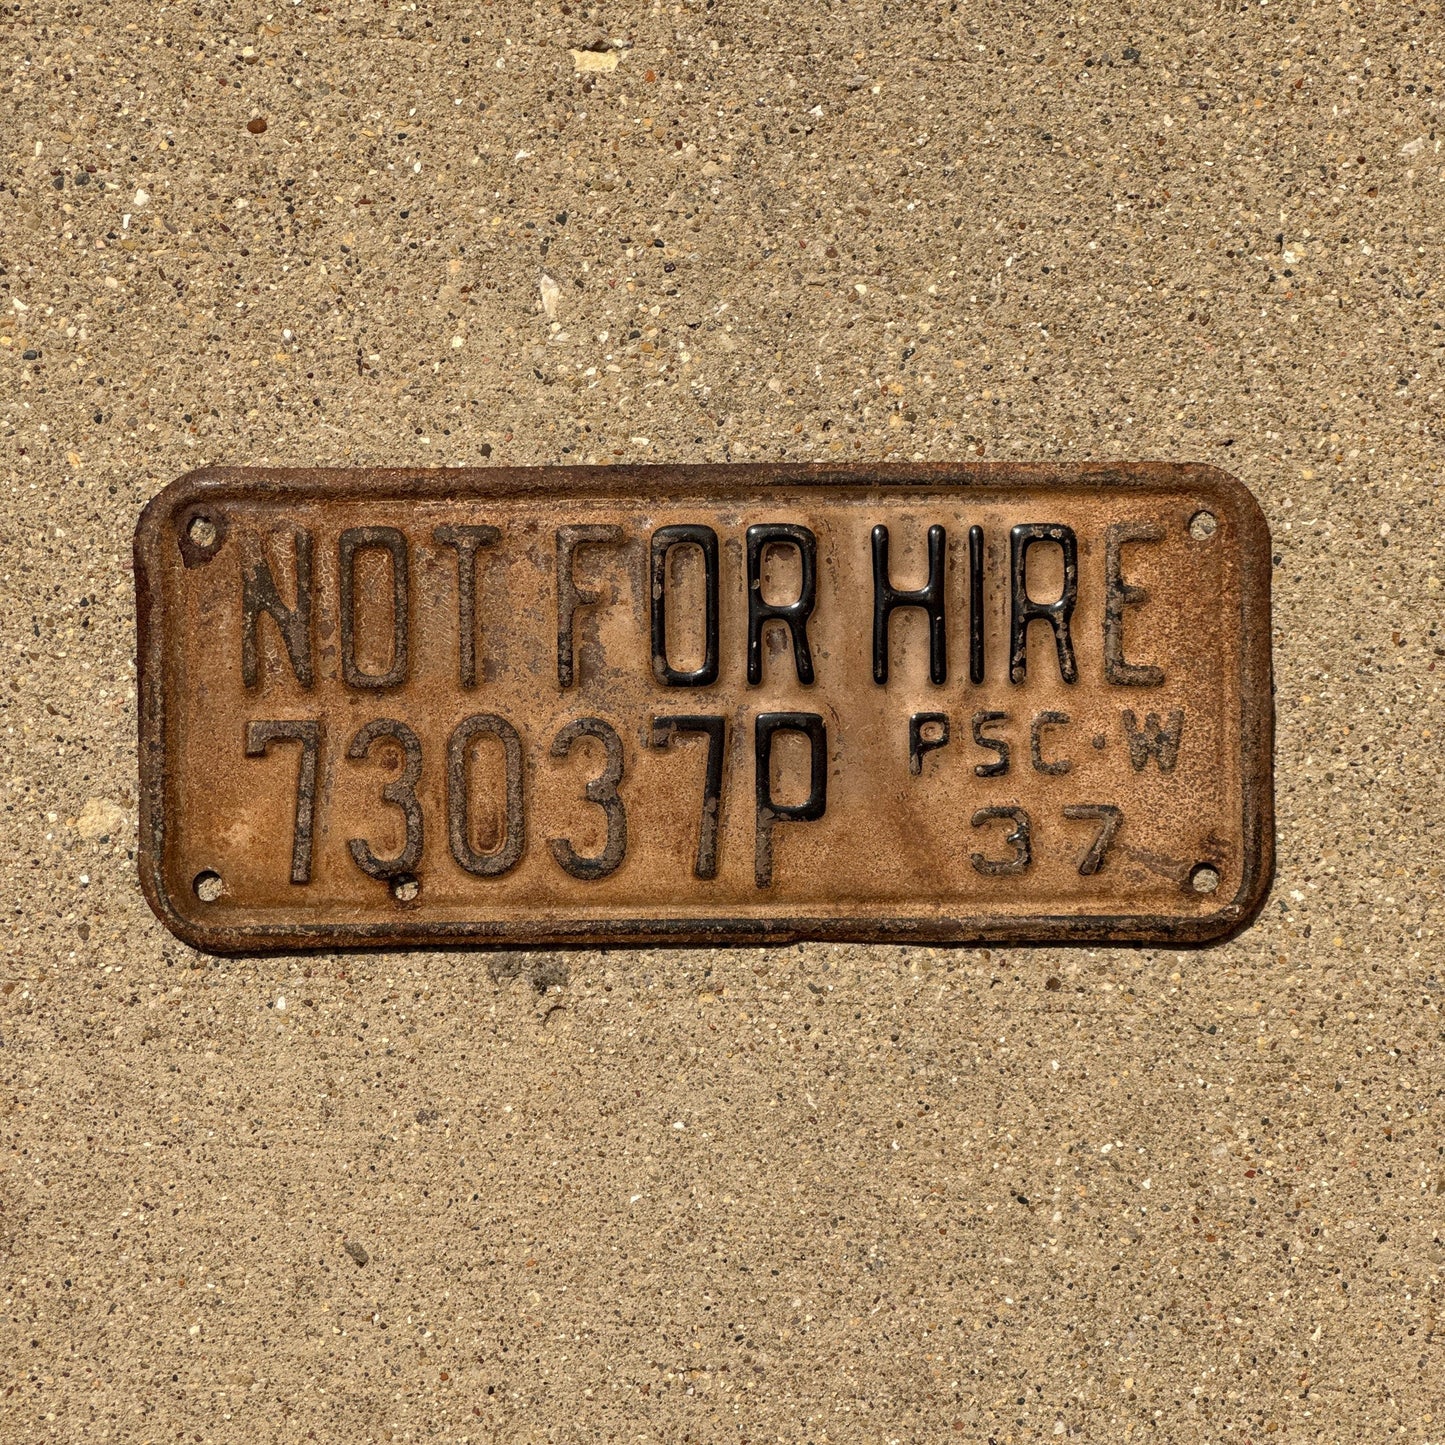 NOT FOR HIRE
73037P PSC·W
37